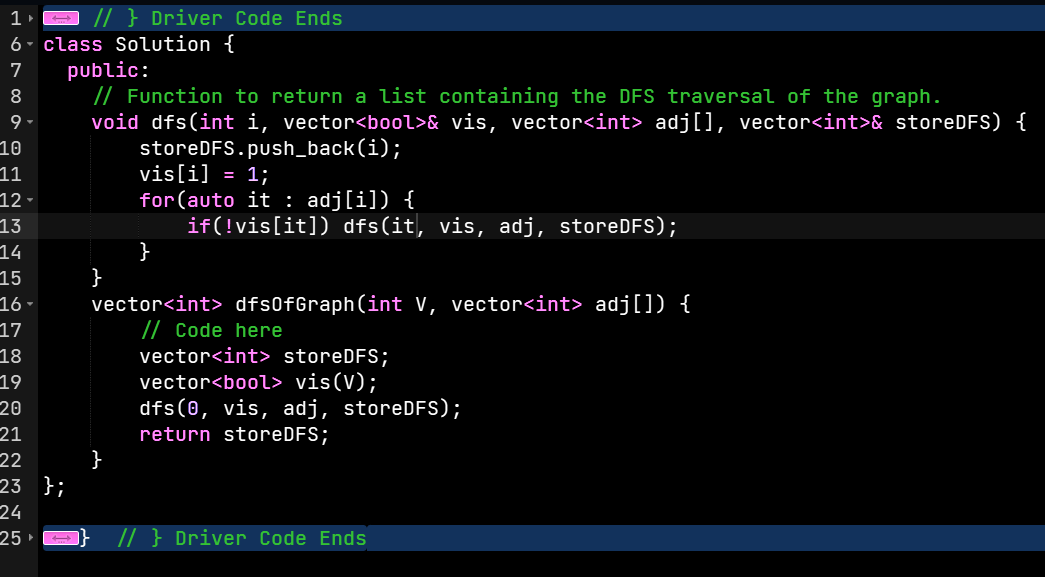 1 // } Driver Code Ends
6 class Solution {
7   public:
8     // Function to return a list containing the DFS traversal of the graph.
9     void dfs(int i, vector<bool>& vis, vector<int> adj[], vector<int>& storeDFS) {
10         storeDFS.push_back(i);
11         vis[i] = 1;
12         for(auto it : adj[i]) {
13             if(!vis[it]) dfs(it, vis, adj, storeDFS);
14         }
15     }
16     vector<int> dfsOfGraph(int V, vector<int> adj[]) {
17         // Code here
18         vector<int> storeDFS;
19         vector<bool> vis(V);
20         dfs(0, vis, adj, storeDFS);
21         return storeDFS;
22     }
23 };
24
25 }  // } Driver Code Ends